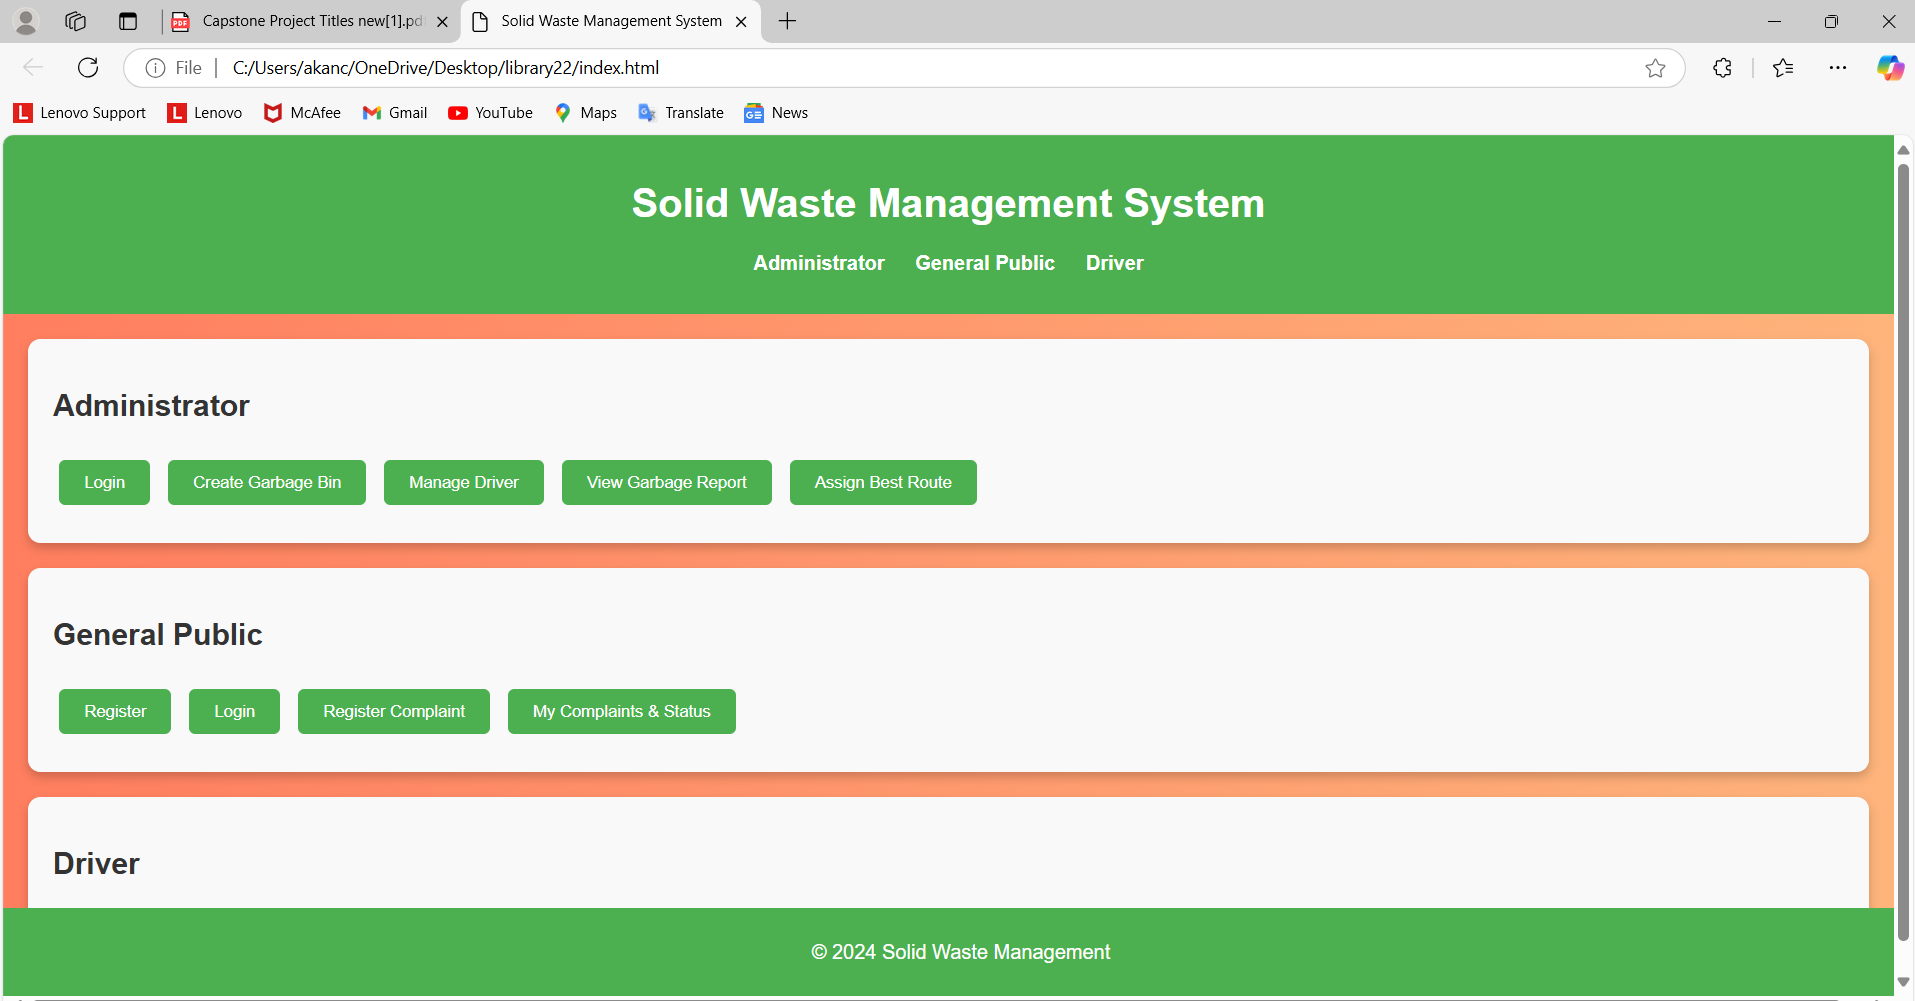 Capstone Project Titles new[1].pd
Solid Waste Management System
File
C:/Users/akanc/OneDrive/Desktop/library22/index.html
Lenovo Support
Lenovo
McAfee
Gmail
YouTube
Maps
Translate
News
Solid Waste Management System
Administrator General Public Driver
Administrator
Login Create Garbage Bin Manage Driver View Garbage Report Assign Best Route
General Public
Register Login Register Complaint My Complaints & Status
Driver
© 2024 Solid Waste Management